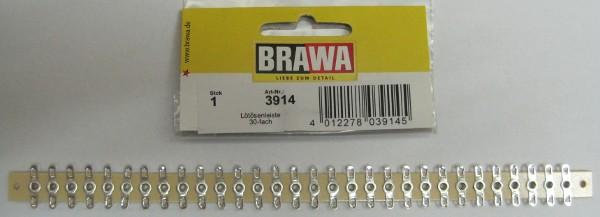 www.brawa.de
BRAWA
LIEBE ZUM DETAIL
Stck Art-Nr.:
1 3914
Lötösenleiste
30-fach
4 012278 039145